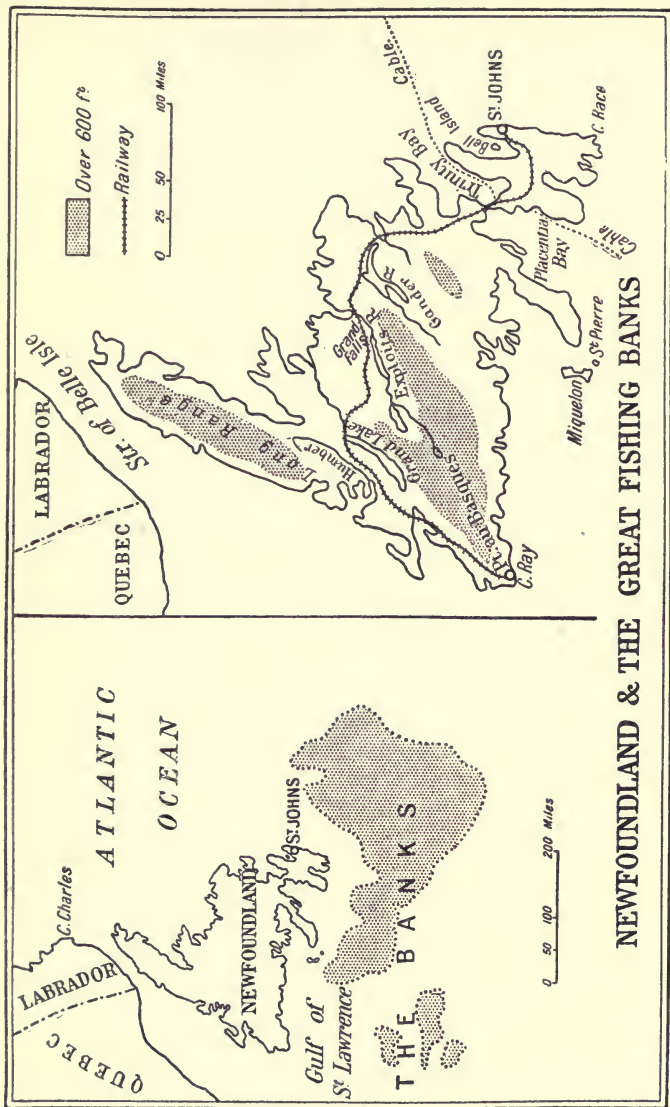 QUEBEC
LABRADOR
C. Charles
ATLANTIC
OCEAN
NEWFOUNDLAND
ST JOHNS
Gulf of
St Lawrence
THE BANKS
0 50 100 200 Miles
QUEBEC
LABRADOR
Str. of Belle Isle
Over 600 ft
Railway
0 25 50 100 Miles
Long Range
Humber
Grand Lake
Grand
Falls
Exploits R.
Gander R.
Trinity Bay
Bell Island
Cable
ST JOHNS
C. Race
Placentia
Bay
Cable
Miquelon
St Pierre
Pt. au Basques
C. Ray
NEWFOUNDLAND & THE GREAT FISHING BANKS